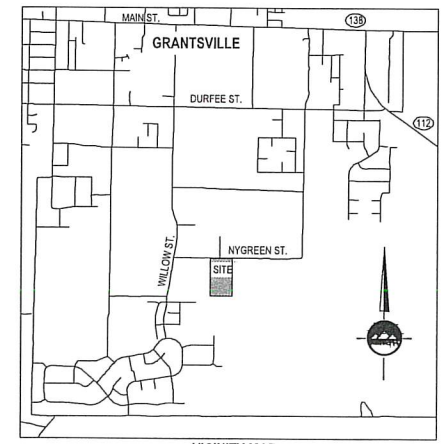 MAIN ST.
138
GRANTSVILLE
DURFEE ST.
112
WILLOW ST.
NYGREEN ST.
SITE